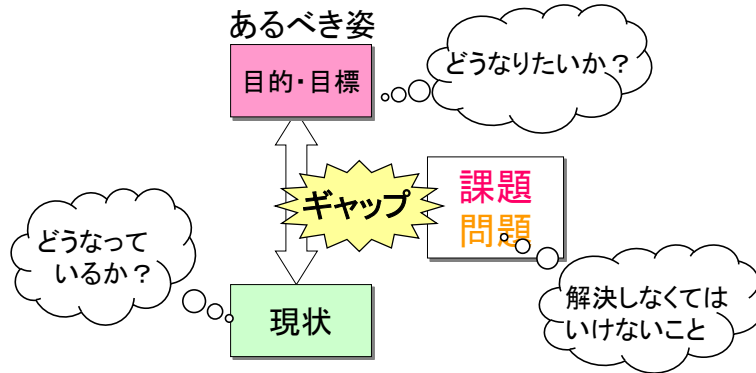 あるべき姿
目的・目標
どうなりたいか？
ギャップ
課題
問題
どうなって
いるか？
現状
解決しなくては
いけないこと